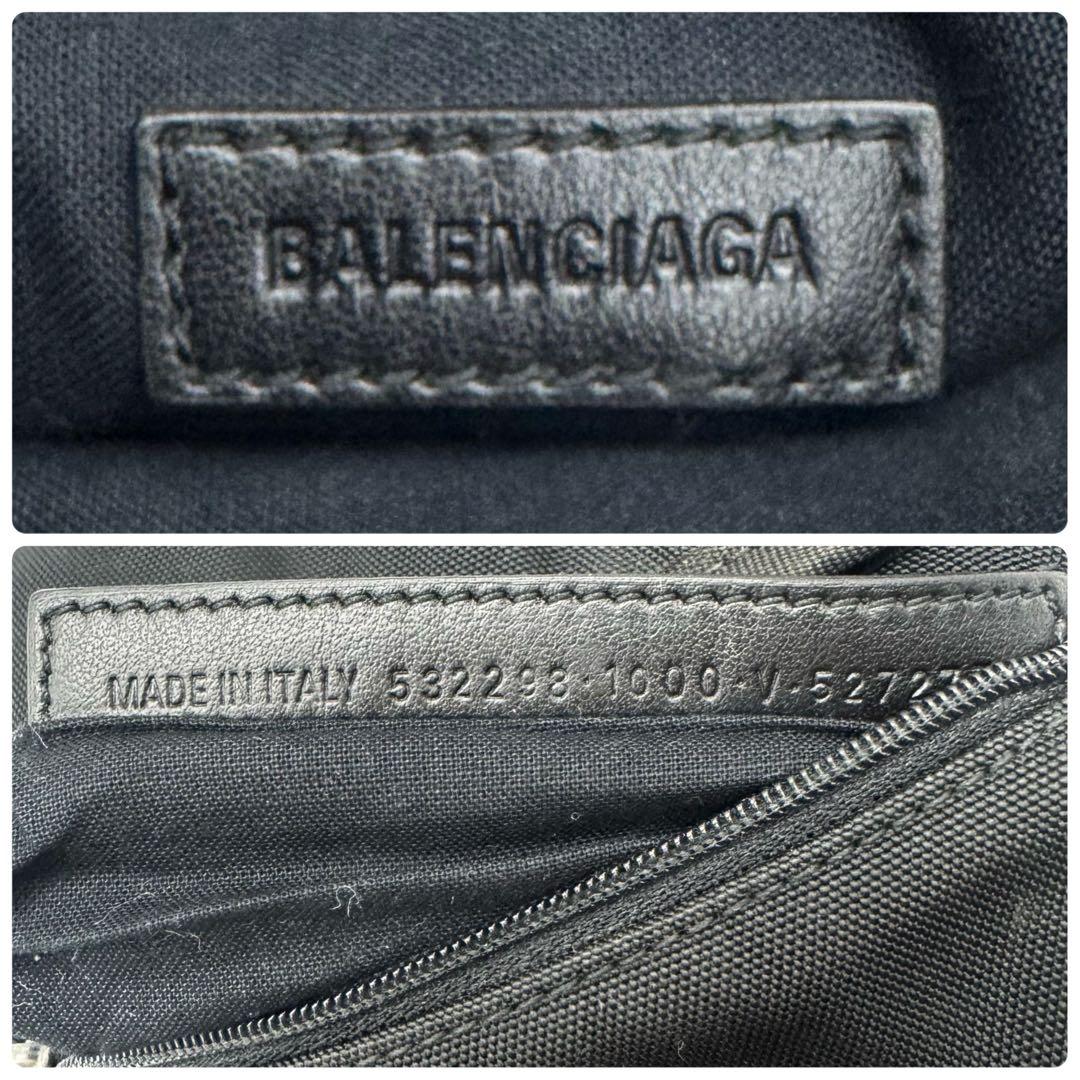 BALENCIAGA
MADE IN ITALY 532298·1000·V·52727